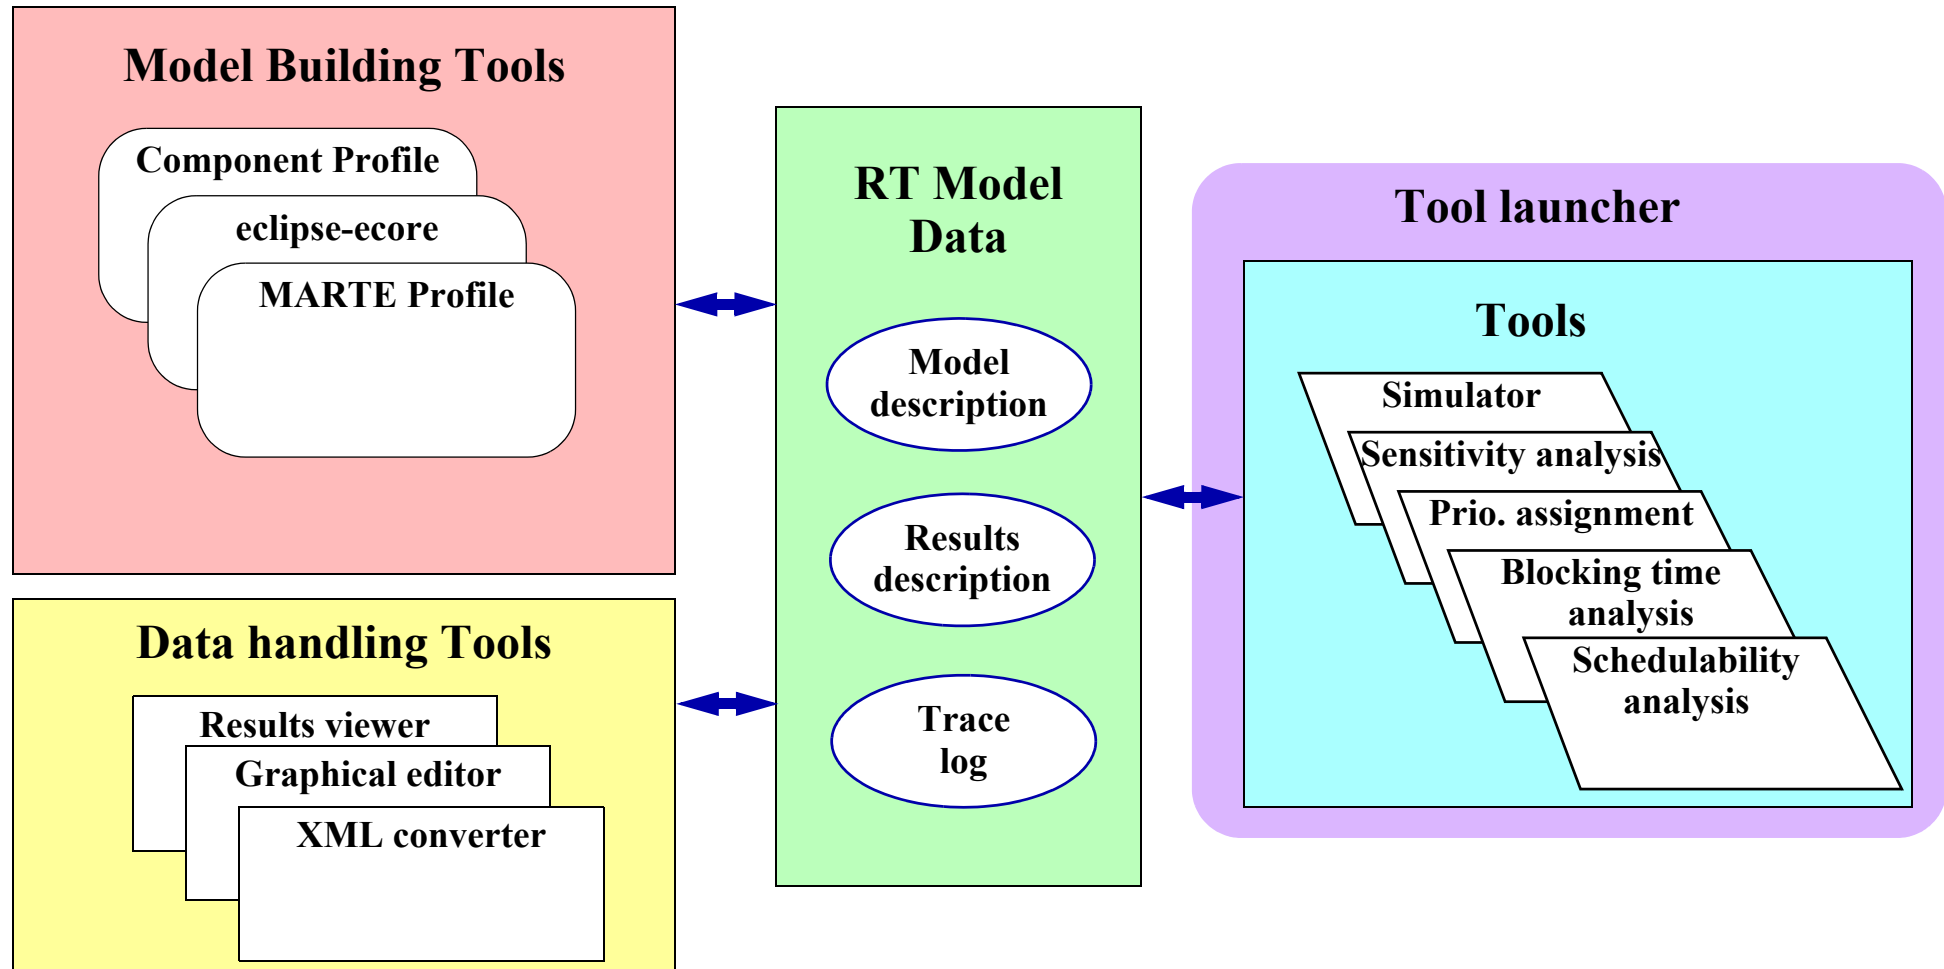 Model Building Tools
Component Profile
eclipse-ecore
MARTE Profile
Data handling Tools
Results viewer
Graphical editor
XML converter
RT Model
Data
Model
description
Results
description
Trace
log
Tool launcher
Tools
Simulator
Sensitivity analysis
Prio. assignment
Blocking time
analysis
Schedulability
analysis